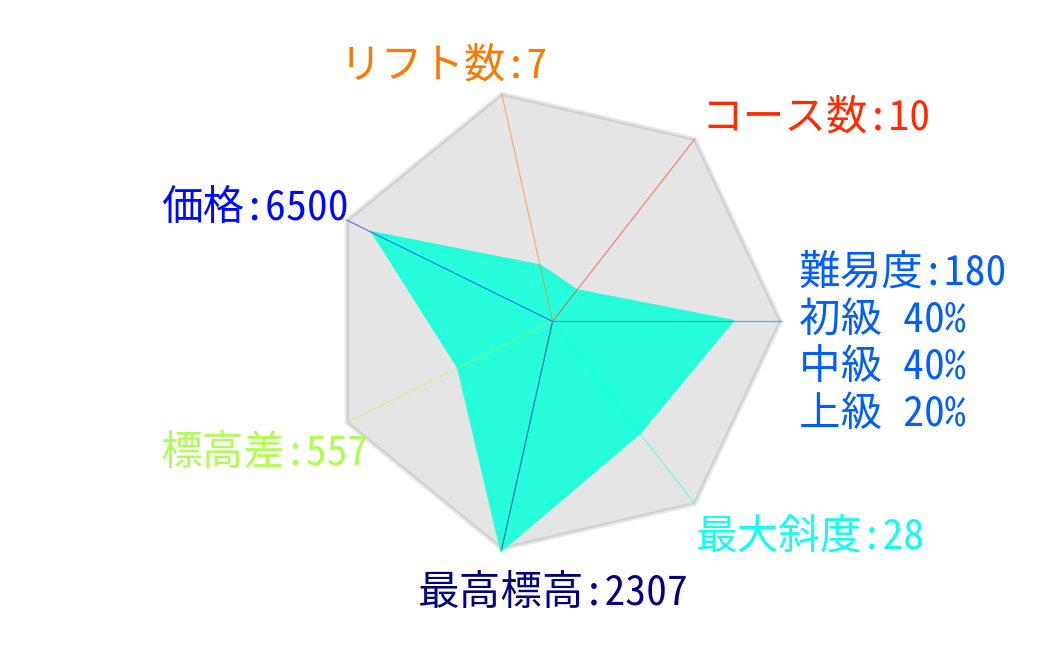 リフト数:7
コース数:10
価格:6500
難易度:180
初級 40%
中級 40%
上級 20%
標高差:557
最大斜度:28
最高標高:2307